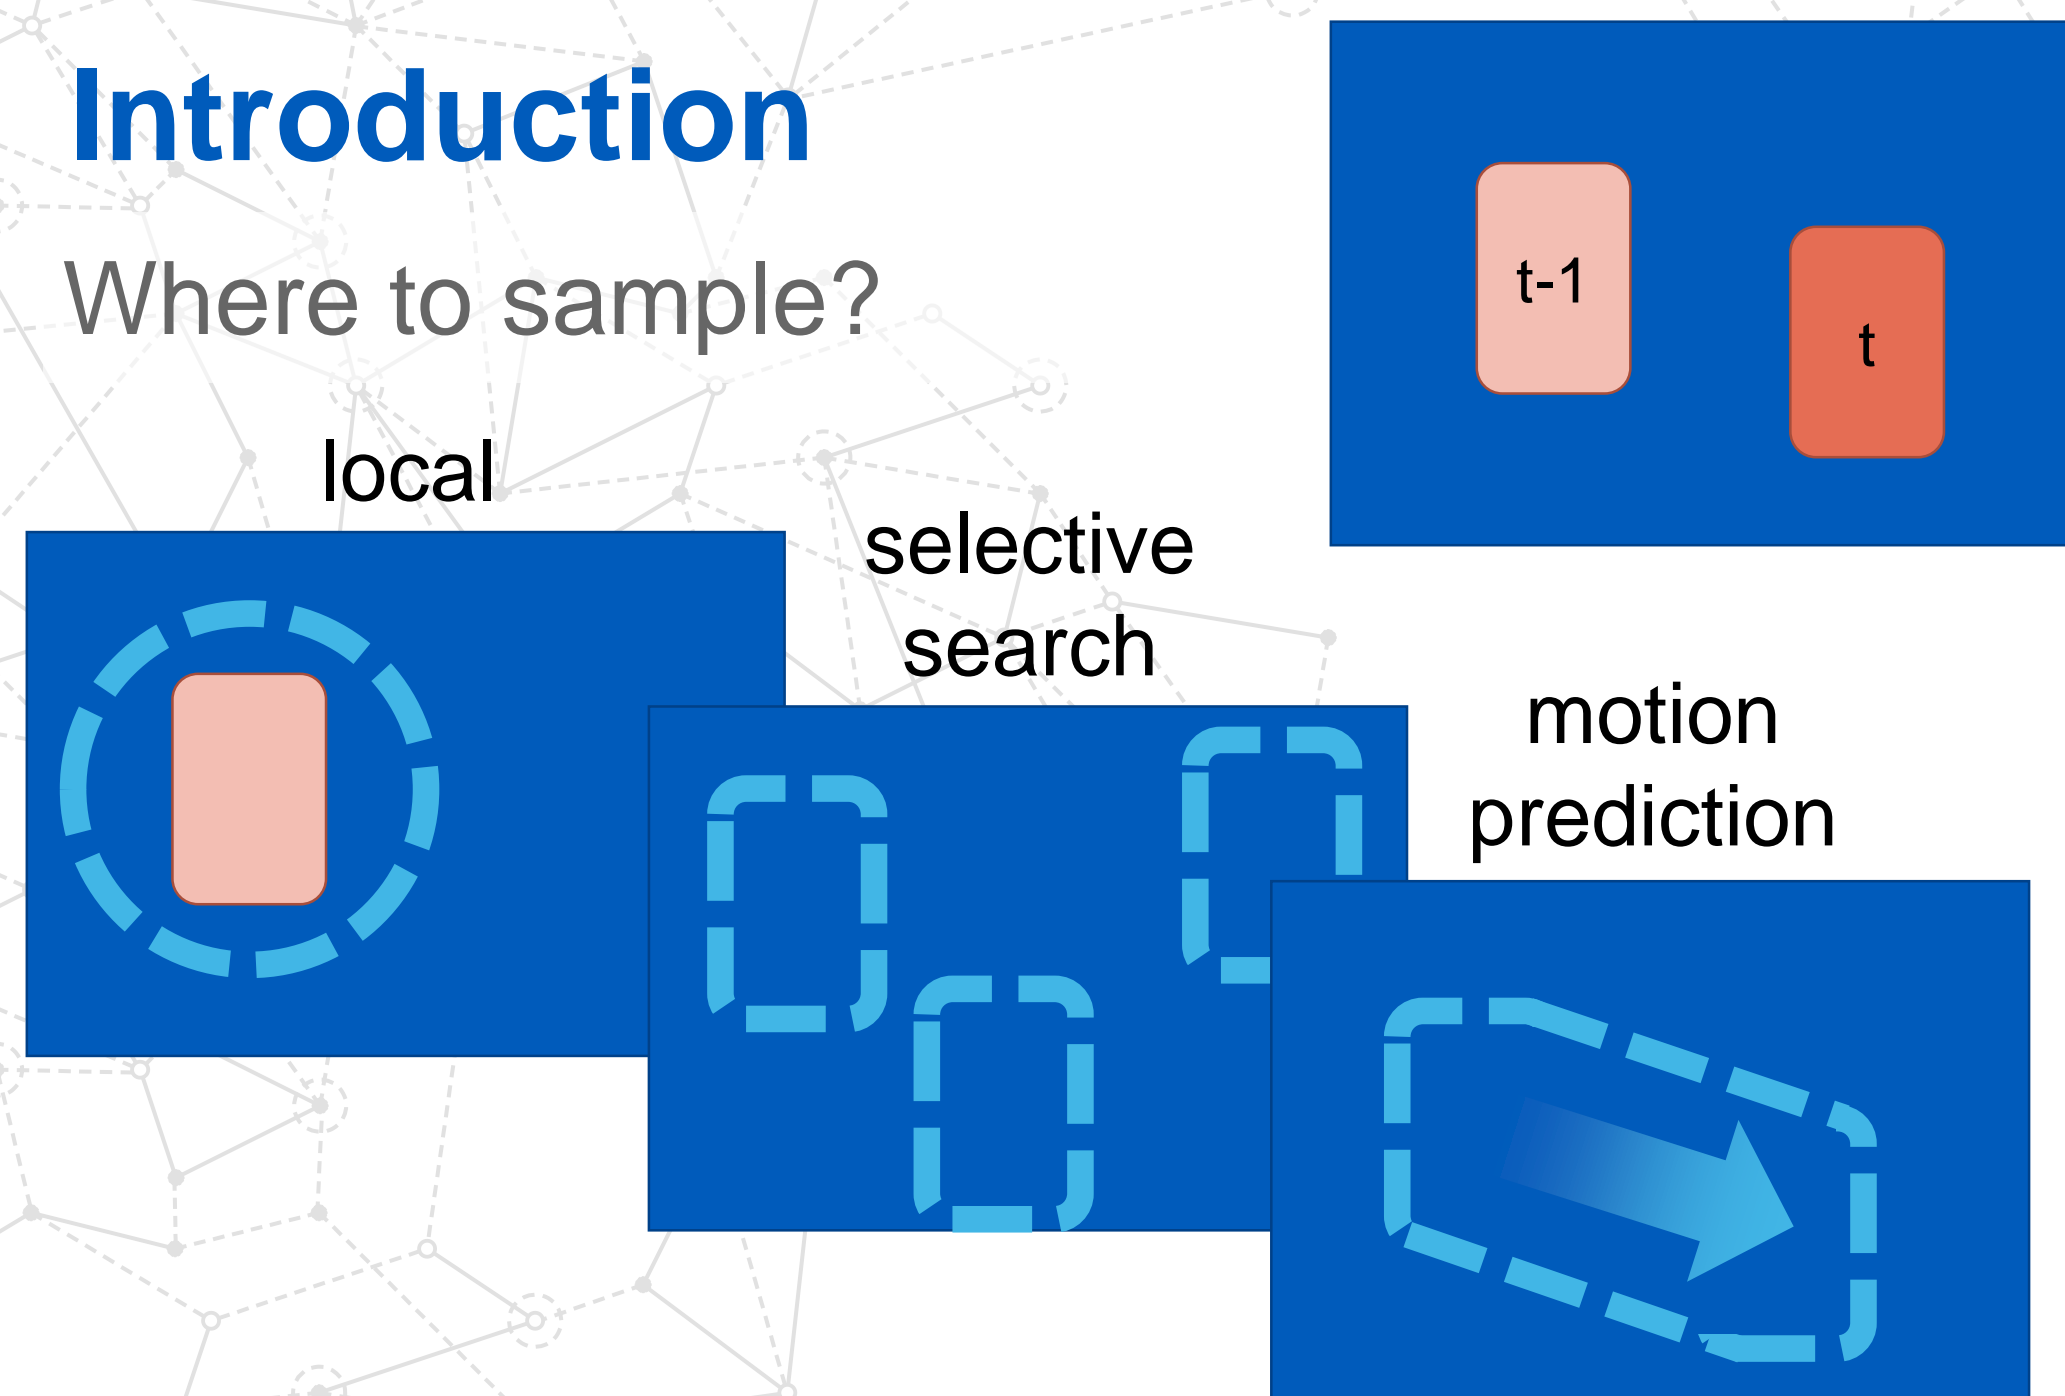 Introduction
Where to sample?
t-1
t
local
selective
search
motion
prediction